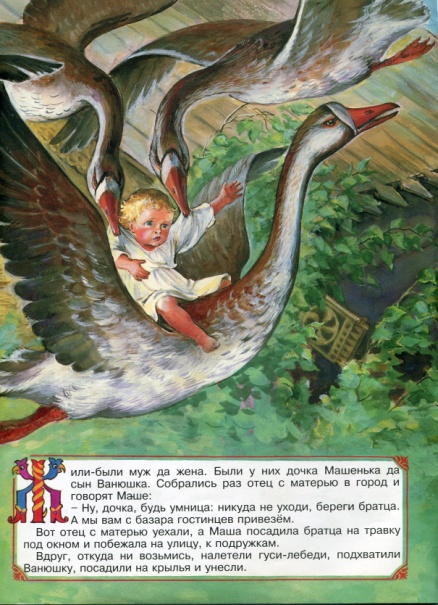 Жили-были муж да жена. Были у них дочка Машенька да
сын Ванюшка. Собрались раз отец с матерью в город и
говорят Маше:
– Ну, дочка, будь умница: никуда не уходи, береги братца.
А мы вам с базара гостинцев привезём.
Вот отец с матерью уехали, а Маша посадила братца на травку
под окном и побежала на улицу, к подружкам.
Вдруг, откуда ни возьмись, налетели гуси-лебеди, подхватили
Ванюшку, посадили на крылья и унесли.